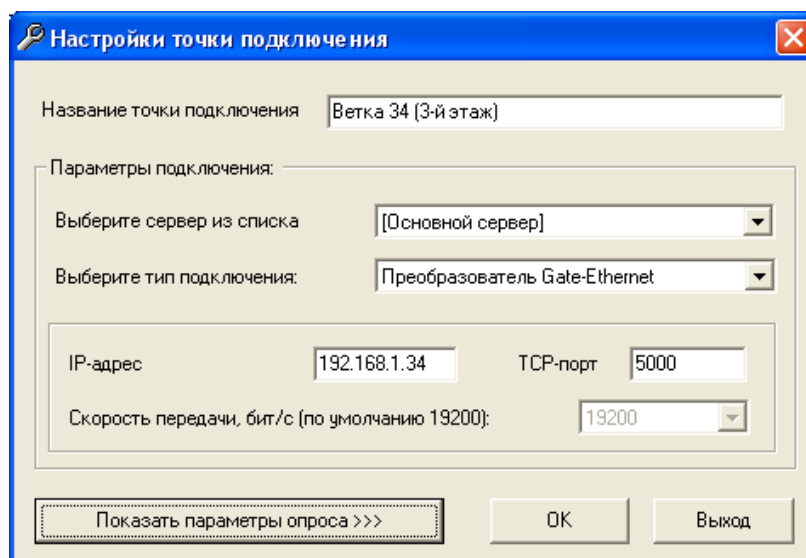 Настройки точки подключения
Название точки подключения Ветка 34 (3-й этаж)
Параметры подключения:
Выберите сервер из списка [Основной сервер]
Выберите тип подключения: Преобразователь Gate-Ethernet
IP-адрес 192.168.1.34 TCP-порт 5000
Скорость передачи, бит/с (по умолчанию 19200): 19200
Показать параметры опроса >>> OK Выход